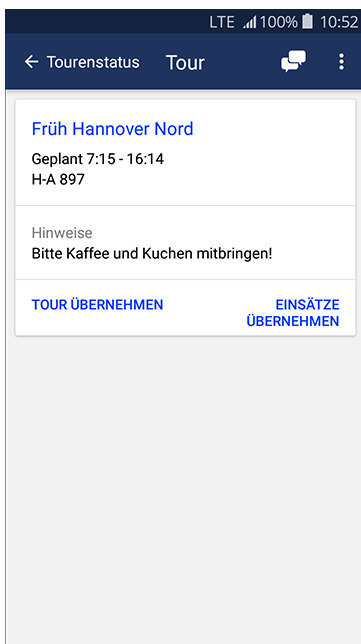 LTE 100% 10:52
Tourenstatus Tour
Früh Hannover Nord
Geplant 7:15 - 16:14
H-A 897
Hinweise
Bitte Kaffee und Kuchen mitbringen!
TOUR ÜBERNEHMEN
EINSÄTZE
ÜBERNEHMEN